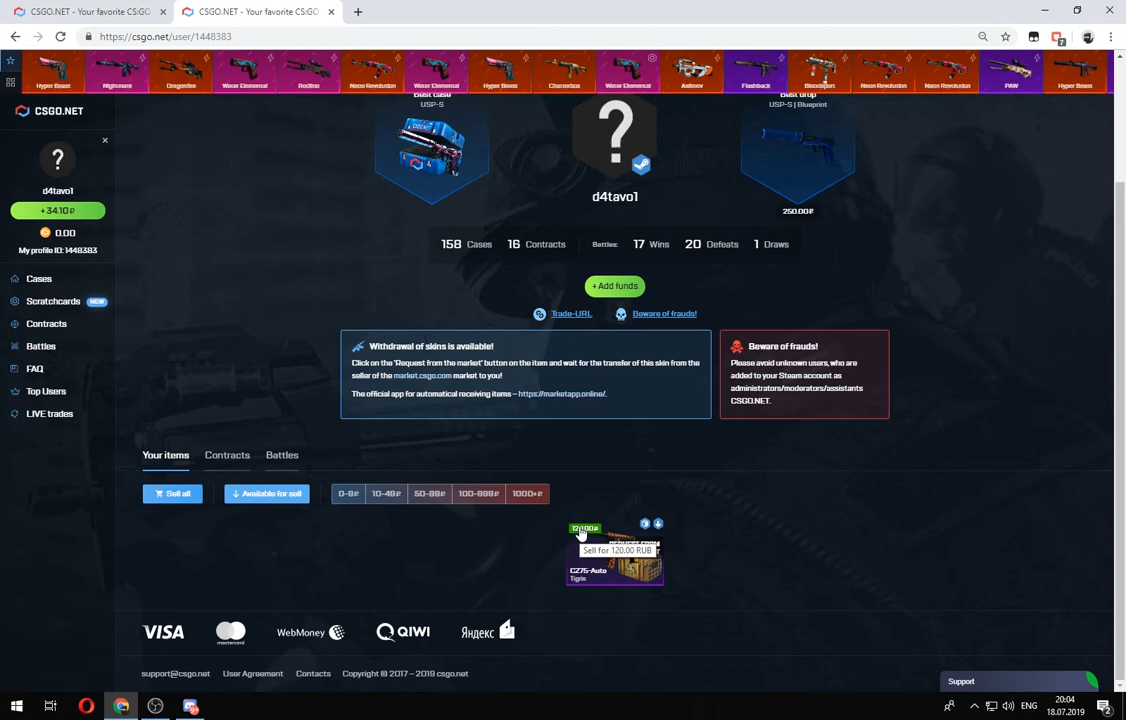 CSGO.NET - Your favorite CS:GO
CSGO.NET - Your favorite CS:GO
https://csgo.net/user/1448383
7
Hyper Beast
Nightmare
Dragonfire
Water Elemental
Redline
Neon Revolution
Water Elemental
Hyper Beast
Chatterbox
Water Elemental
Asiimov
Flashback
Bloodsport
Neon Revolution
Neon Revolution
PAW
Hyper Beast
CSGO.NET
?
d4tavo1
+34.10₽
0.00
My profile ID: 1448383
Cases
Scratchcards NEW
Contracts
Battles
FAQ
Top Users
LIVE trades
Best case
USP-S
?
d4tavo1
Best drop
USP-S | Blueprint
250.00₽
158 Cases 16 Contracts Battles: 17 Wins 20 Defeats 1 Draws
+Add funds
Trade-URL Beware of frauds!
Withdrawal of skins is available!
Click on the 'Request from the market' button on the item and wait for the transfer of this skin from the
seller of the market.csgo.com market to you!
The official app for automatical receiving items – https://marketapp.online/.
Beware of frauds!
Please avoid unknown users, who are
added to your Steam account as
administrators/moderators/assistants
CSGO.NET.
Your items Contracts Battles
Sell all Available for sell 0-9₽ 10-49₽ 50-99₽ 100-999₽ 1000+₽
Sell for 120.00 RUB
CZ75-Auto
Tigris
VISA mastercard WebMoney QIWI Яндекс
support@csgo.net User Agreement Contacts Copyright © 2017 – 2019 csgo.net
Support
ENG
20:04
18.07.2019
2